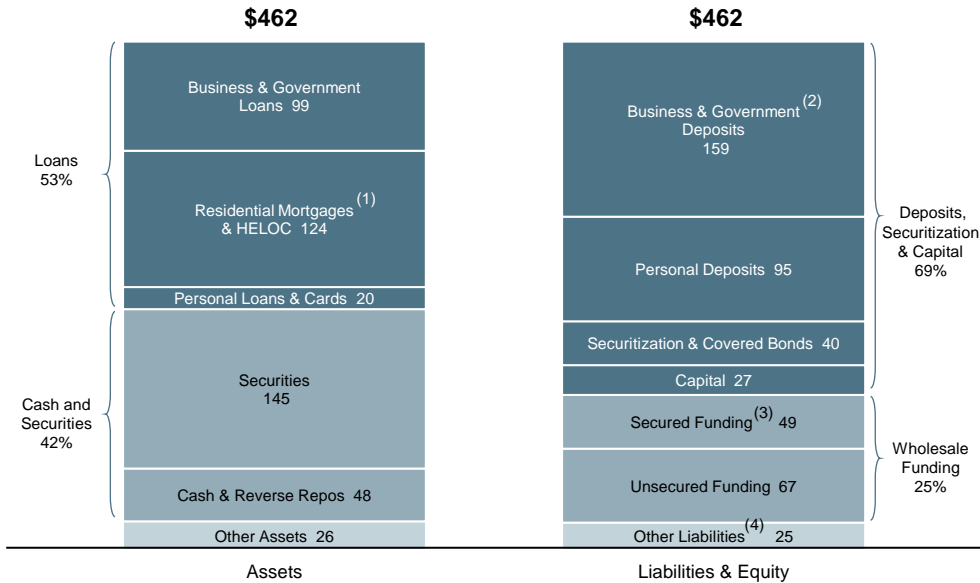 $462
Business & Government
Loans 99
Residential Mortgages (1)
& HELOC 124
Personal Loans & Cards 20
Securities
145
Cash & Reverse Repos 48
Other Assets 26
Loans
53%
Cash and
Securities
42%
Assets
$462
Business & Government (2)
Deposits
159
Personal Deposits 95
Securitization & Covered Bonds 40
Capital 27
Secured Funding (3) 49
Unsecured Funding 67
Other Liabilities (4) 25
Deposits,
Securitization
& Capital
69%
Wholesale
Funding
25%
Liabilities & Equity